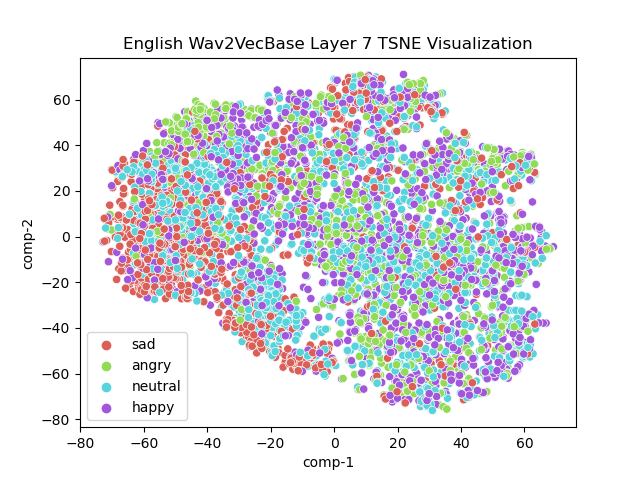 English Wav2VecBase Layer 7 TSNE Visualization
comp-2
60
40
20
0
−20
−40
−60
−80
sad
angry
neutral
happy
−80
−60
−40
−20
0
20
40
60
comp-1